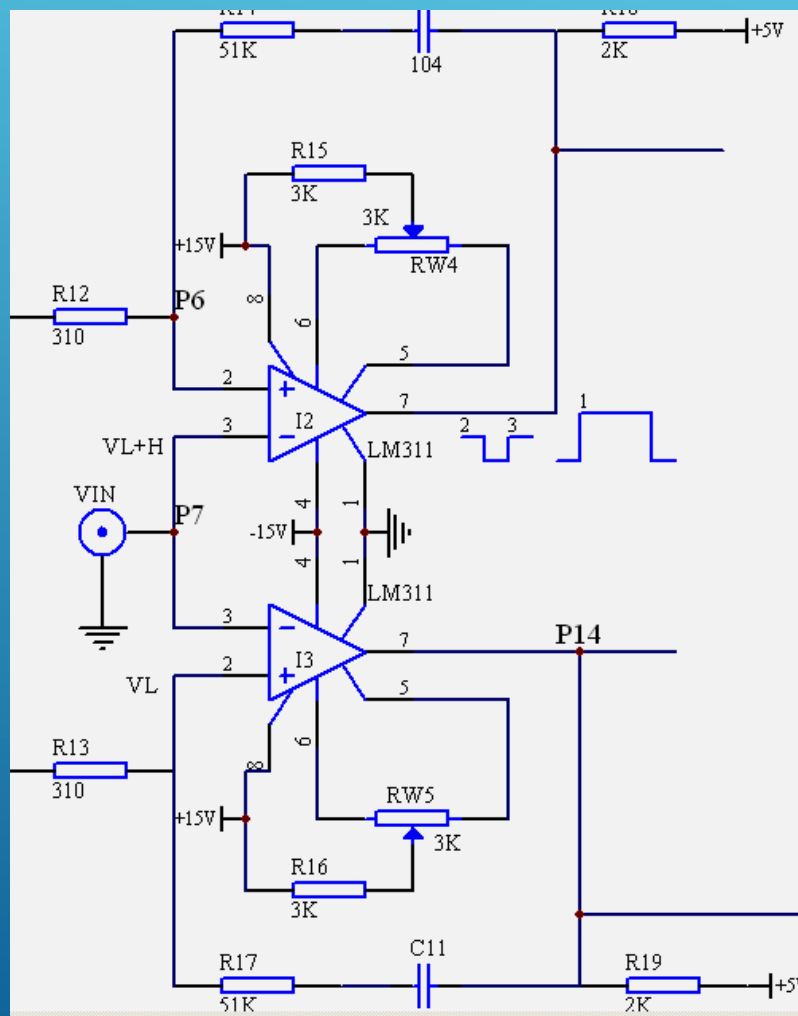 51K
104
2K
+5V
R15
3K
3K
+15V
RW4
R12
P6
310
8
6
5
2
+
7
I2
3
−
2 3 1
VL+H
LM311
VIN
P7
4
1
-15V
4
1
LM311
3
−
7
P14
I3
2
+
VL
5
R13
8
6
310
RW5
+15V
3K
R16
3K
C11
R17
R19
51K
2K
+5V